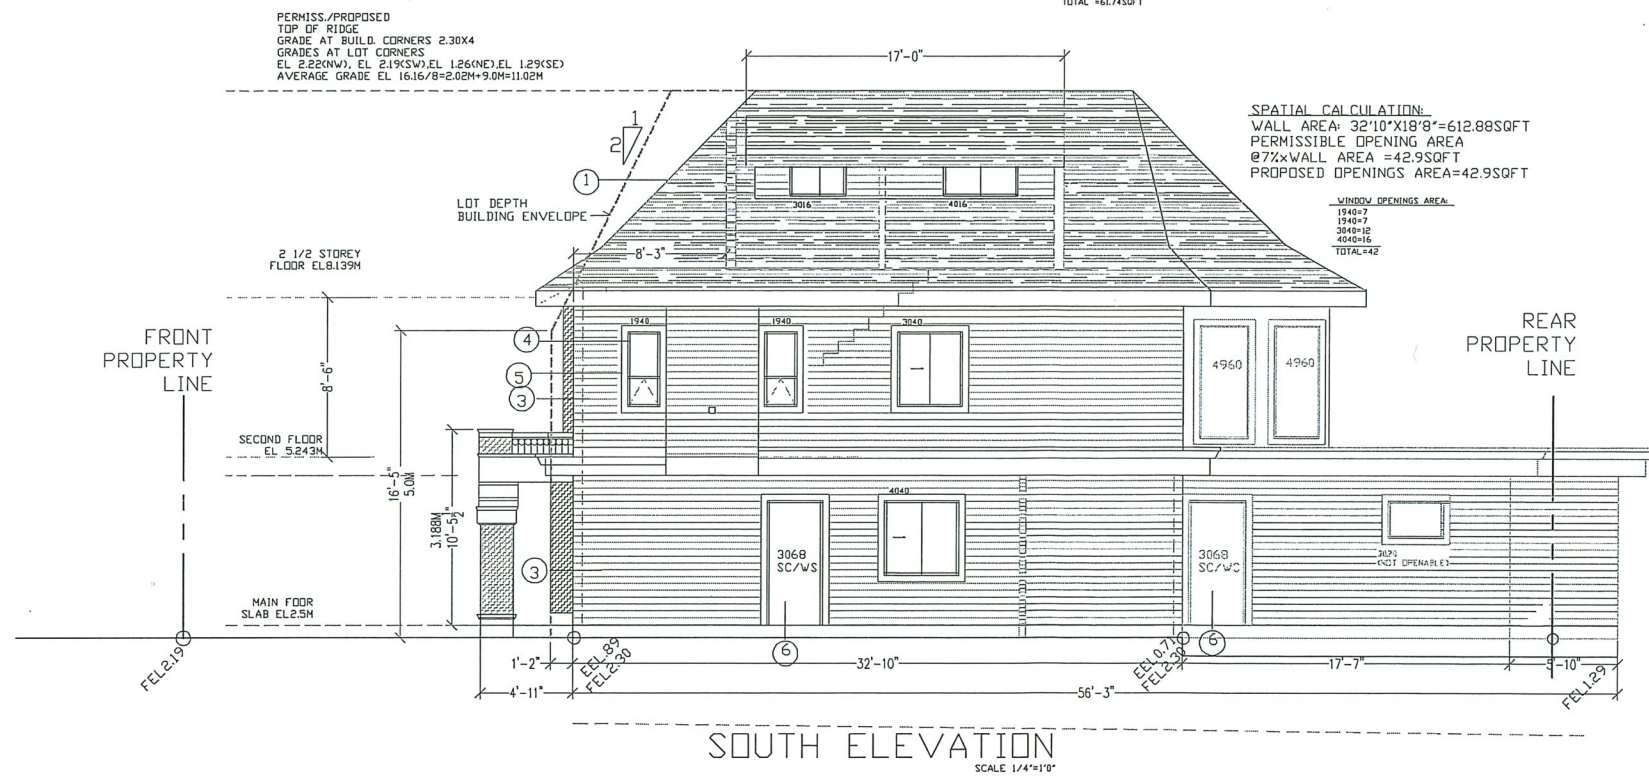 TOTAL =61.74SQFT
PERMISS./PROPOSED
TOP OF RIDGE
GRADE AT BUILD. CORNERS 2.30X4
GRADES AT LOT CORNERS
EL 2.22(NW), EL 2.19(SW),EL 1.26(NE),EL 1.29(SE)
AVERAGE GRADE EL 16.16/8=2.02M+9.0M=11.02M
17'-0"
SPATIAL CALCULATION:
WALL AREA: 32'10"X18'8"=612.88SQFT
PERMISSIBLE OPENING AREA
@7%xWALL AREA =42.9SQFT
PROPOSED OPENINGS AREA=42.9SQFT
WINDOW OPENINGS AREA:
1940=7
1940=7
3040=12
4040=16
TOTAL=42
1
2
1
LOT DEPTH
BUILDING ENVELOPE
3016
4016
8'-3"
2 1/2 STOREY
FLOOR EL8.139M
FRONT
PROPERTY
LINE
8'-6"
1940
1940
3040
4
5
3
4960
4960
REAR
PROPERTY
LINE
SECOND FLOOR
EL 5.243M
16'-5"
5.0M
3.188M
10'-5 1/2"
4040
3068
SC/WS
3068
SC/WS
(NOT OPENABLE)
3
MAIN FOOR
SLAB EL2.5M
6
6
FEL2.19
1'-2"
EEL.89
FEL2.30
32'-10"
EEL0.71
FEL2.30
17'-7"
5'-10"
FEL1.29
4'-11"
56'-3"
SOUTH ELEVATION
SCALE 1/4"=1'0"